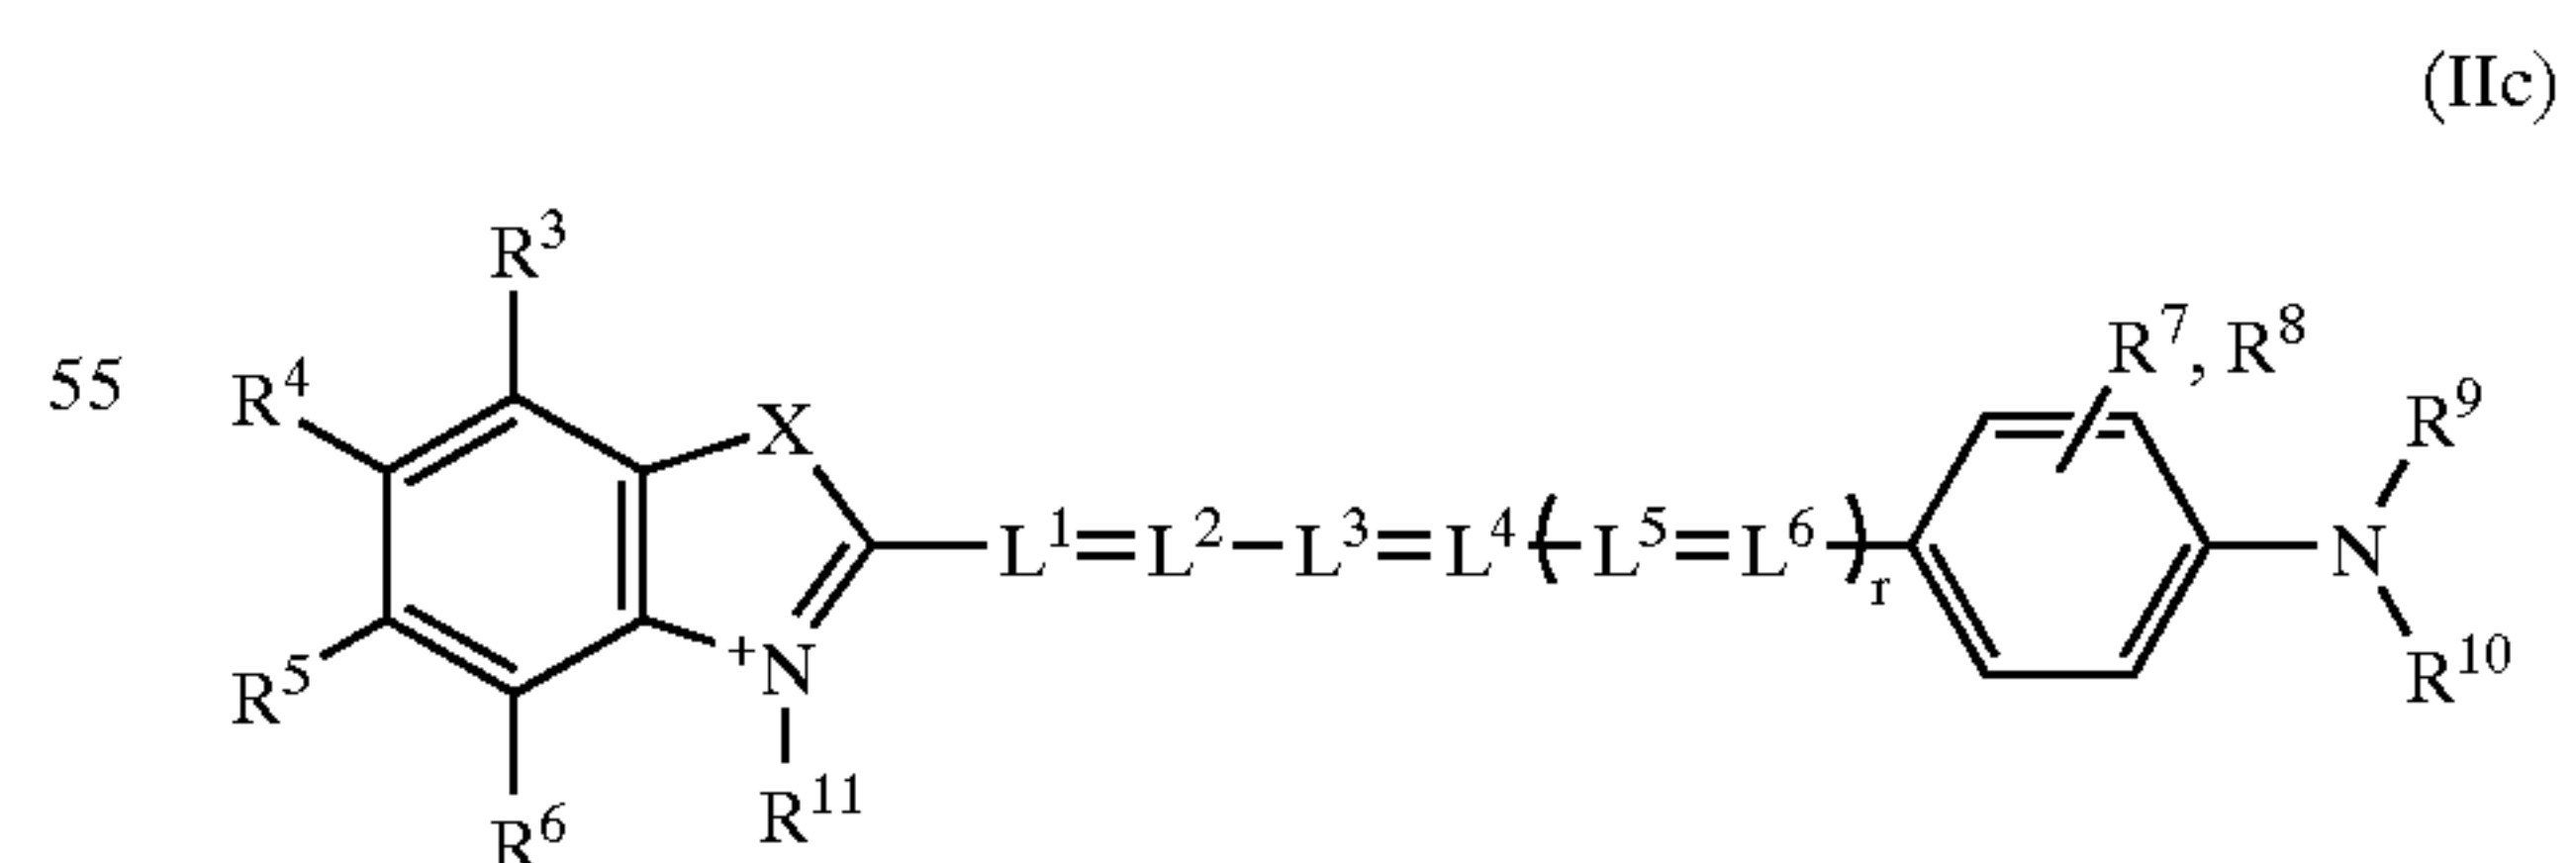 (IIc)
R³
R⁴
55
X
R⁷, R⁸
R⁹
L¹=L²—L³=L⁴(—L⁵=L⁶—)r
N
⁺N
R⁵
R¹⁰
R¹¹
R⁶